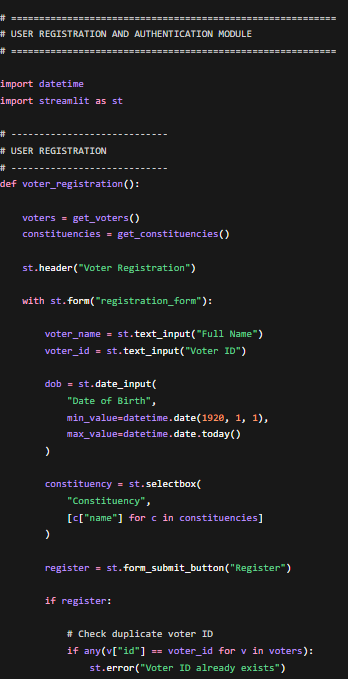 # ==========================================================
# USER REGISTRATION AND AUTHENTICATION MODULE
# ==========================================================
import datetime
import streamlit as st
# ----------------------------
# USER REGISTRATION
# ----------------------------
def voter_registration():
voters = get_voters()
constituencies = get_constituencies()
st.header("Voter Registration")
with st.form("registration_form"):
voter_name = st.text_input("Full Name")
voter_id = st.text_input("Voter ID")
dob = st.date_input(
"Date of Birth",
min_value=datetime.date(1920, 1, 1),
max_value=datetime.date.today()
)
constituency = st.selectbox(
"Constituency",
[c["name"] for c in constituencies]
)
register = st.form_submit_button("Register")
if register:
# Check duplicate voter ID
if any(v["id"] == voter_id for v in voters):
st.error("Voter ID already exists")